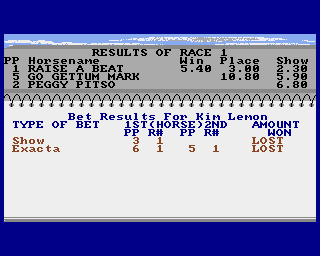 RESULTS OF RACE 1
PP Horsename Win Place Show
1 RAISE A BEAT 5.40 3.00 2.30
5 GO GETTUM MARK 10.80 5.90
2 PEGGY PITSO 6.80
Bet Results For Kim Lemon
TYPE OF BET 1ST(HORSE)2ND AMOUNT
PP R# PP R# WON
Show 3 1 LOST
Exacta 6 1 5 1 LOST